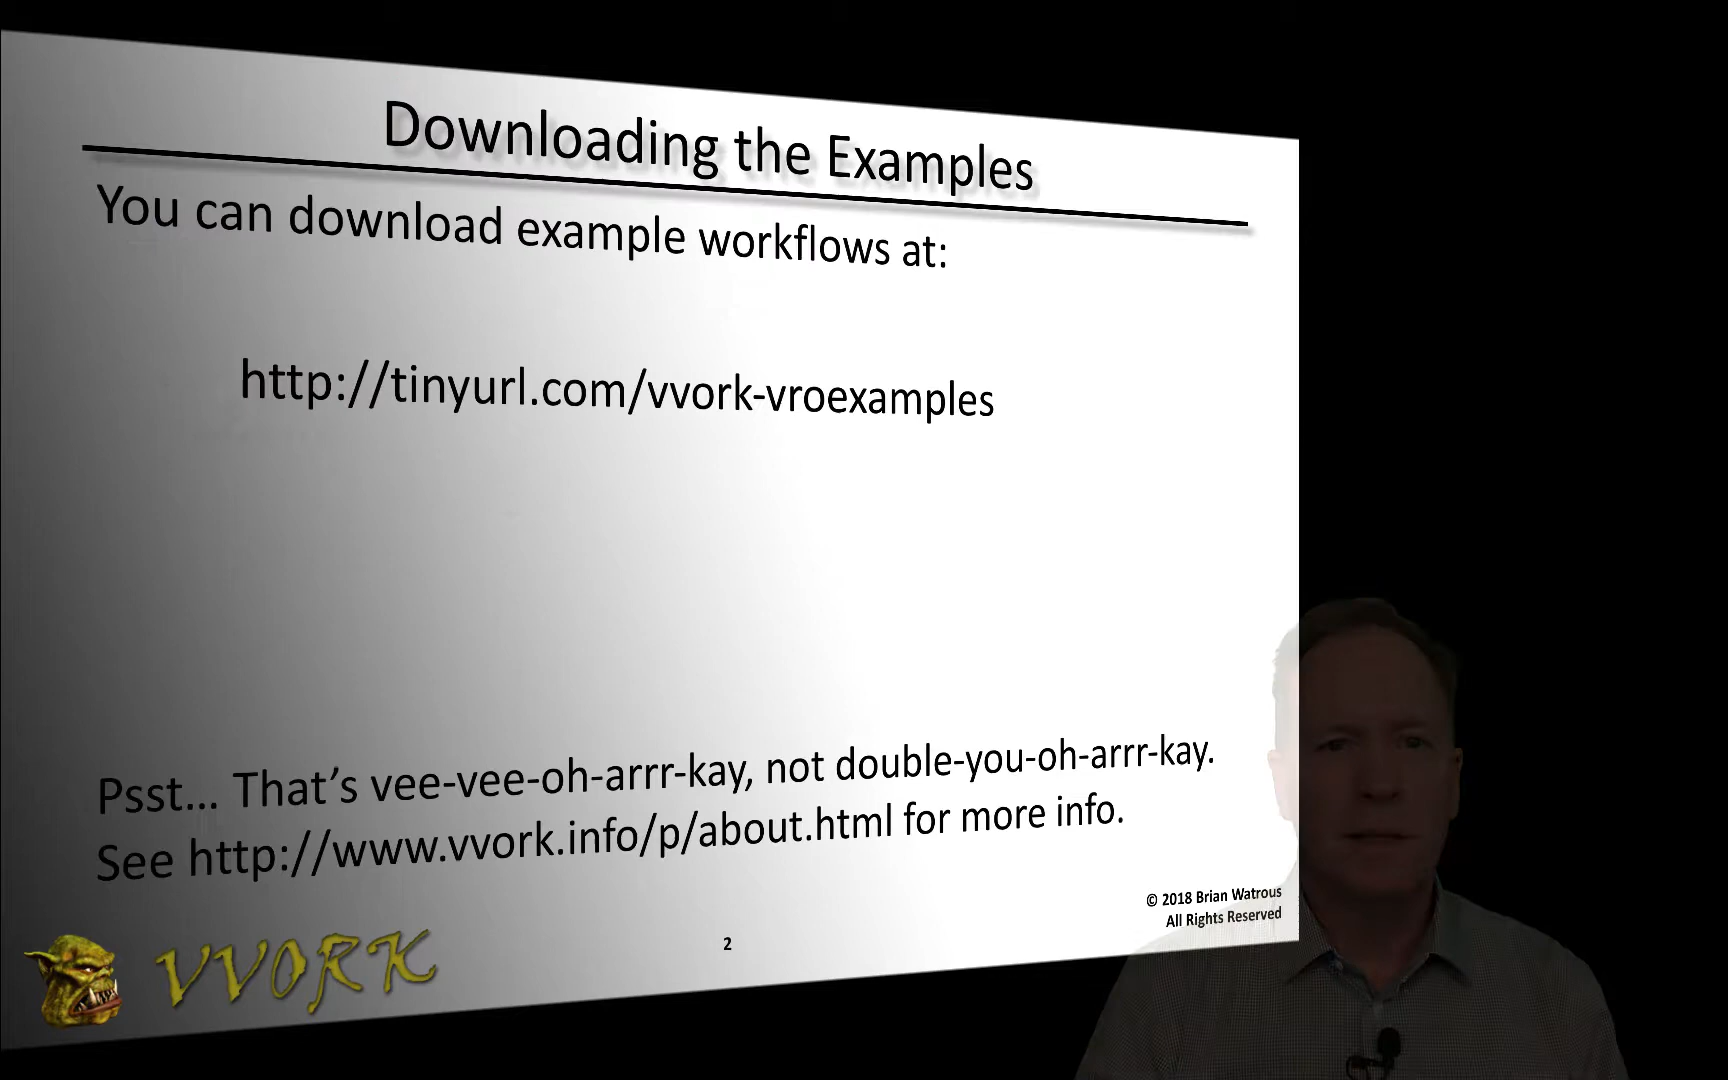 Downloading the Examples
You can download example workflows at:
http://tinyurl.com/vvork-vroexamples
Psst... That's vee-vee-oh-arrr-kay, not double-you-oh-arrr-kay.
See http://www.vvork.info/p/about.html for more info.
© 2018 Brian Watrous
All Rights Reserved
2
VVORK